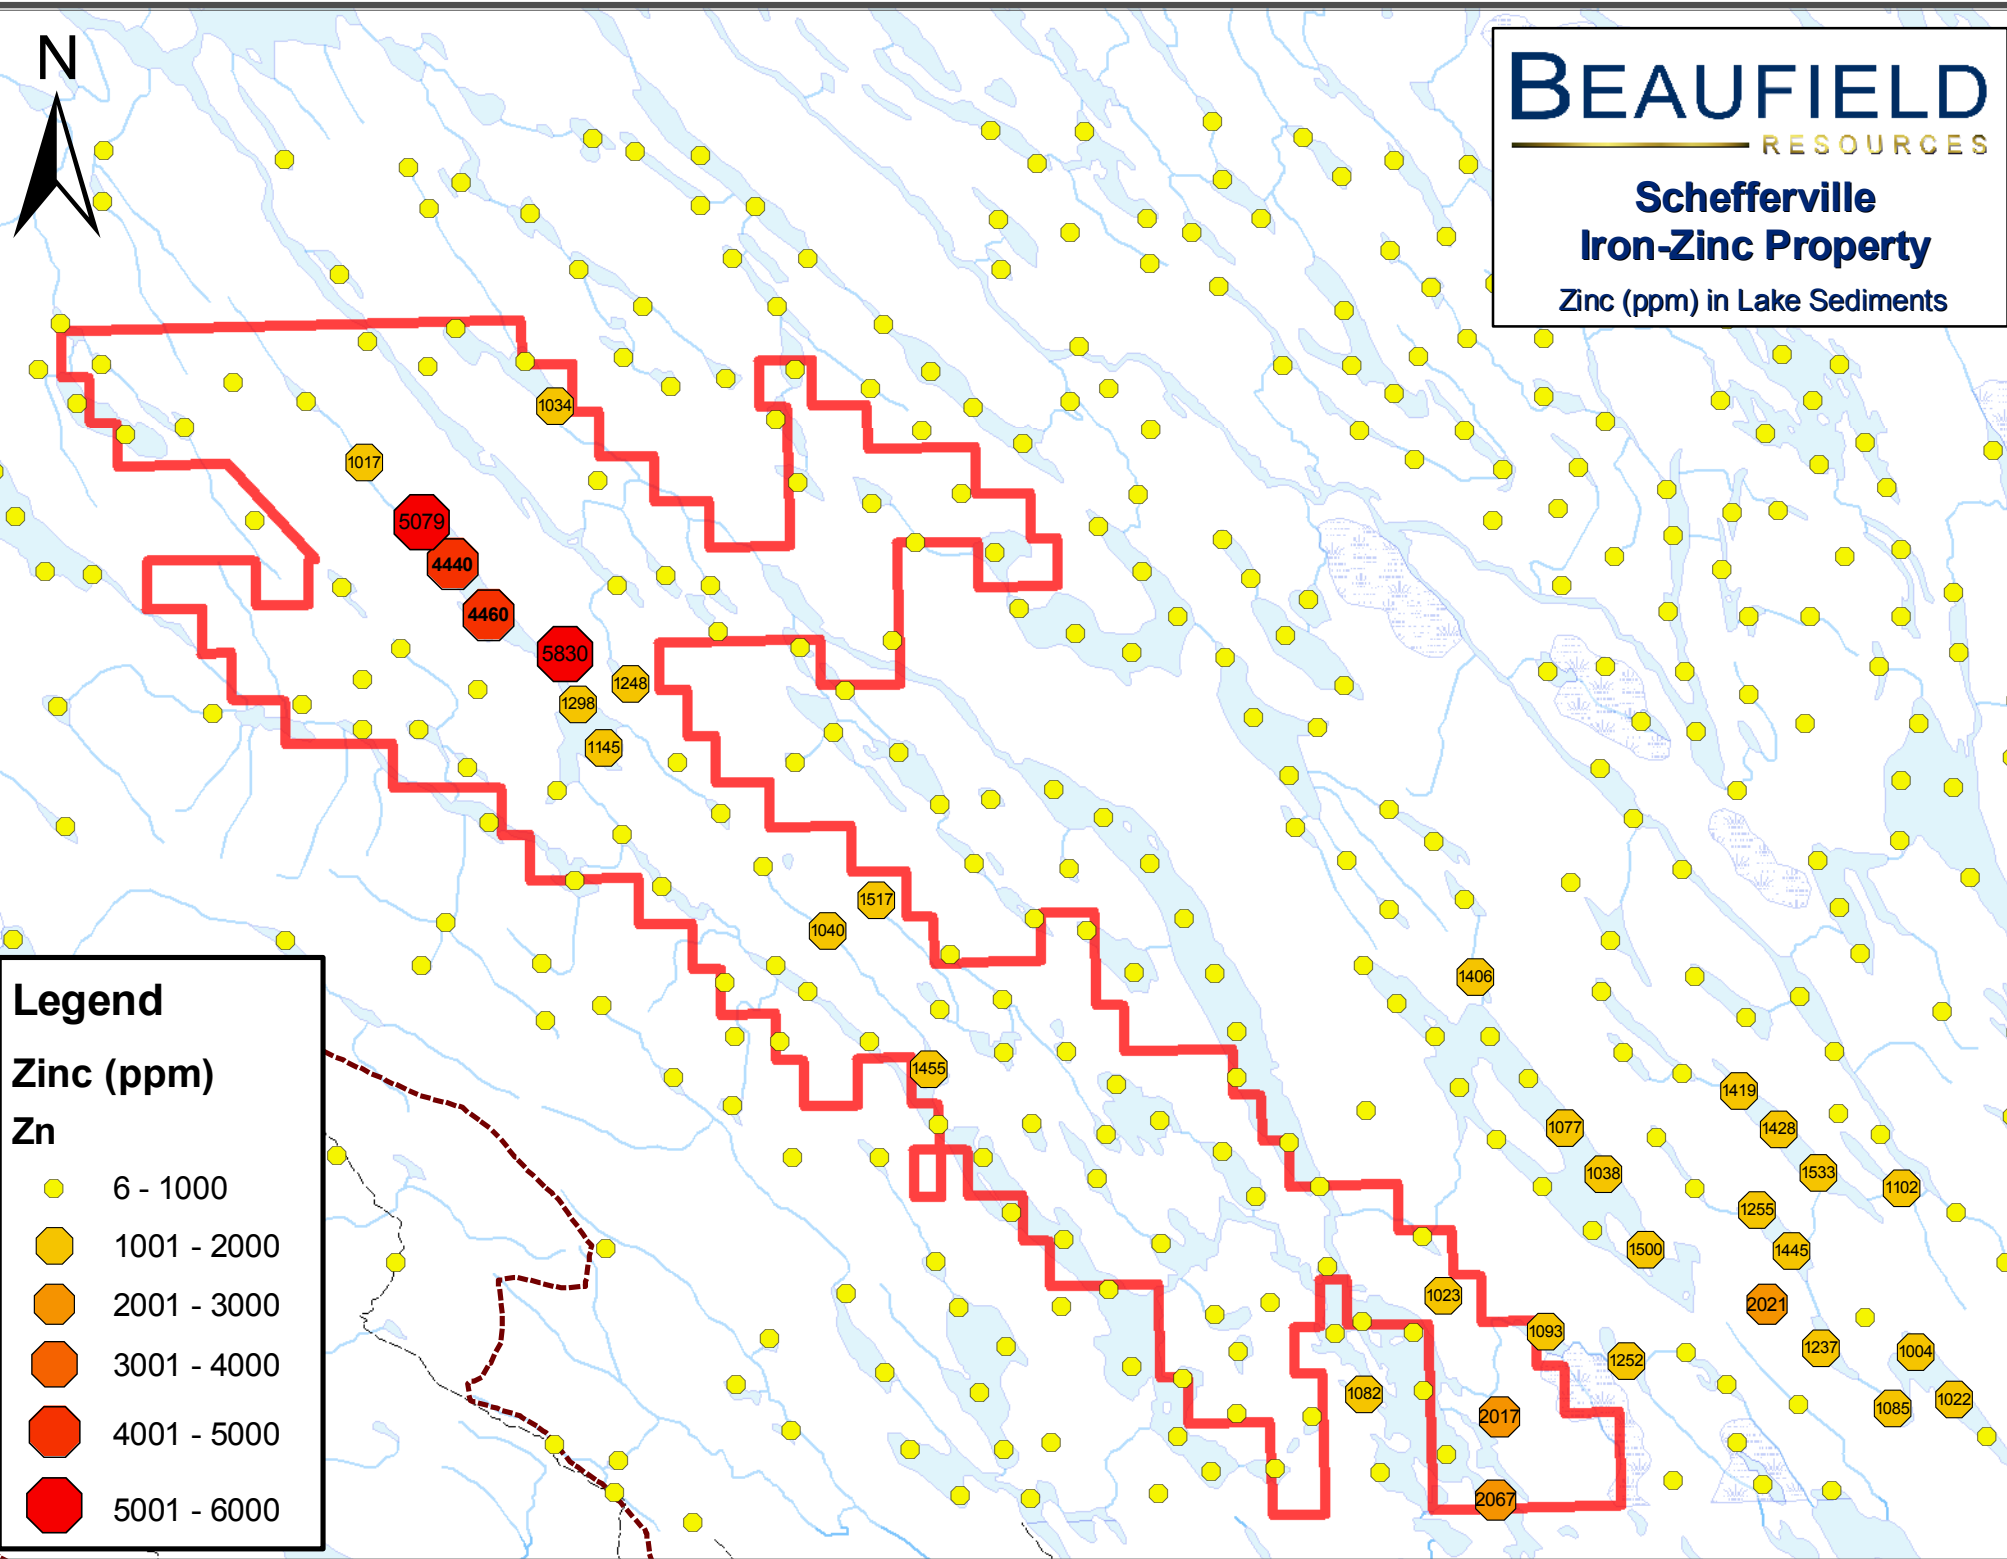 N
BEAUFIELD
RESOURCES
Schefferville
Iron-Zinc Property
Zinc (ppm) in Lake Sediments
1034
1017
5079
4440
4460
5830
1248
1298
1145
1517
1040
1406
1455
1419
1077
1428
1038
1533
1102
1255
1500
1445
1023
2021
1093
1237
1004
1252
1082
1022
1085
2017
2067
Legend
Zinc (ppm)
Zn
6 - 1000
1001 - 2000
2001 - 3000
3001 - 4000
4001 - 5000
5001 - 6000